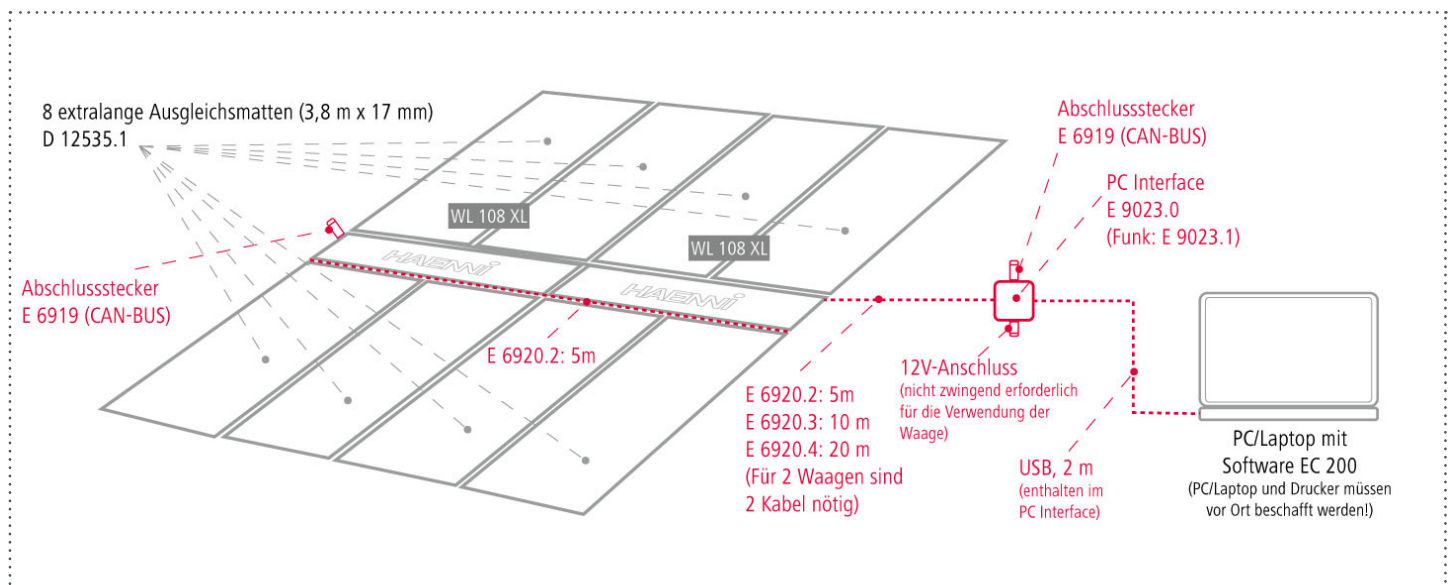 8 extralange Ausgleichsmatten (3,8 m x 17 mm)
D 12535.1
WL 108 XL
WL 108 XL
HAENNI
HAENNI
Abschlussstecker
E 6919 (CAN-BUS)
E 6920.2: 5m
E 6920.2: 5m
E 6920.3: 10 m
E 6920.4: 20 m
(Für 2 Waagen sind
2 Kabel nötig)
Abschlussstecker
E 6919 (CAN-BUS)
PC Interface
E 9023.0
(Funk: E 9023.1)
12V-Anschluss
(nicht zwingend erforderlich
für die Verwendung der
Waage)
USB, 2 m
(enthalten im
PC Interface)
PC/Laptop mit
Software EC 200
(PC/Laptop und Drucker müssen
vor Ort beschafft werden!)